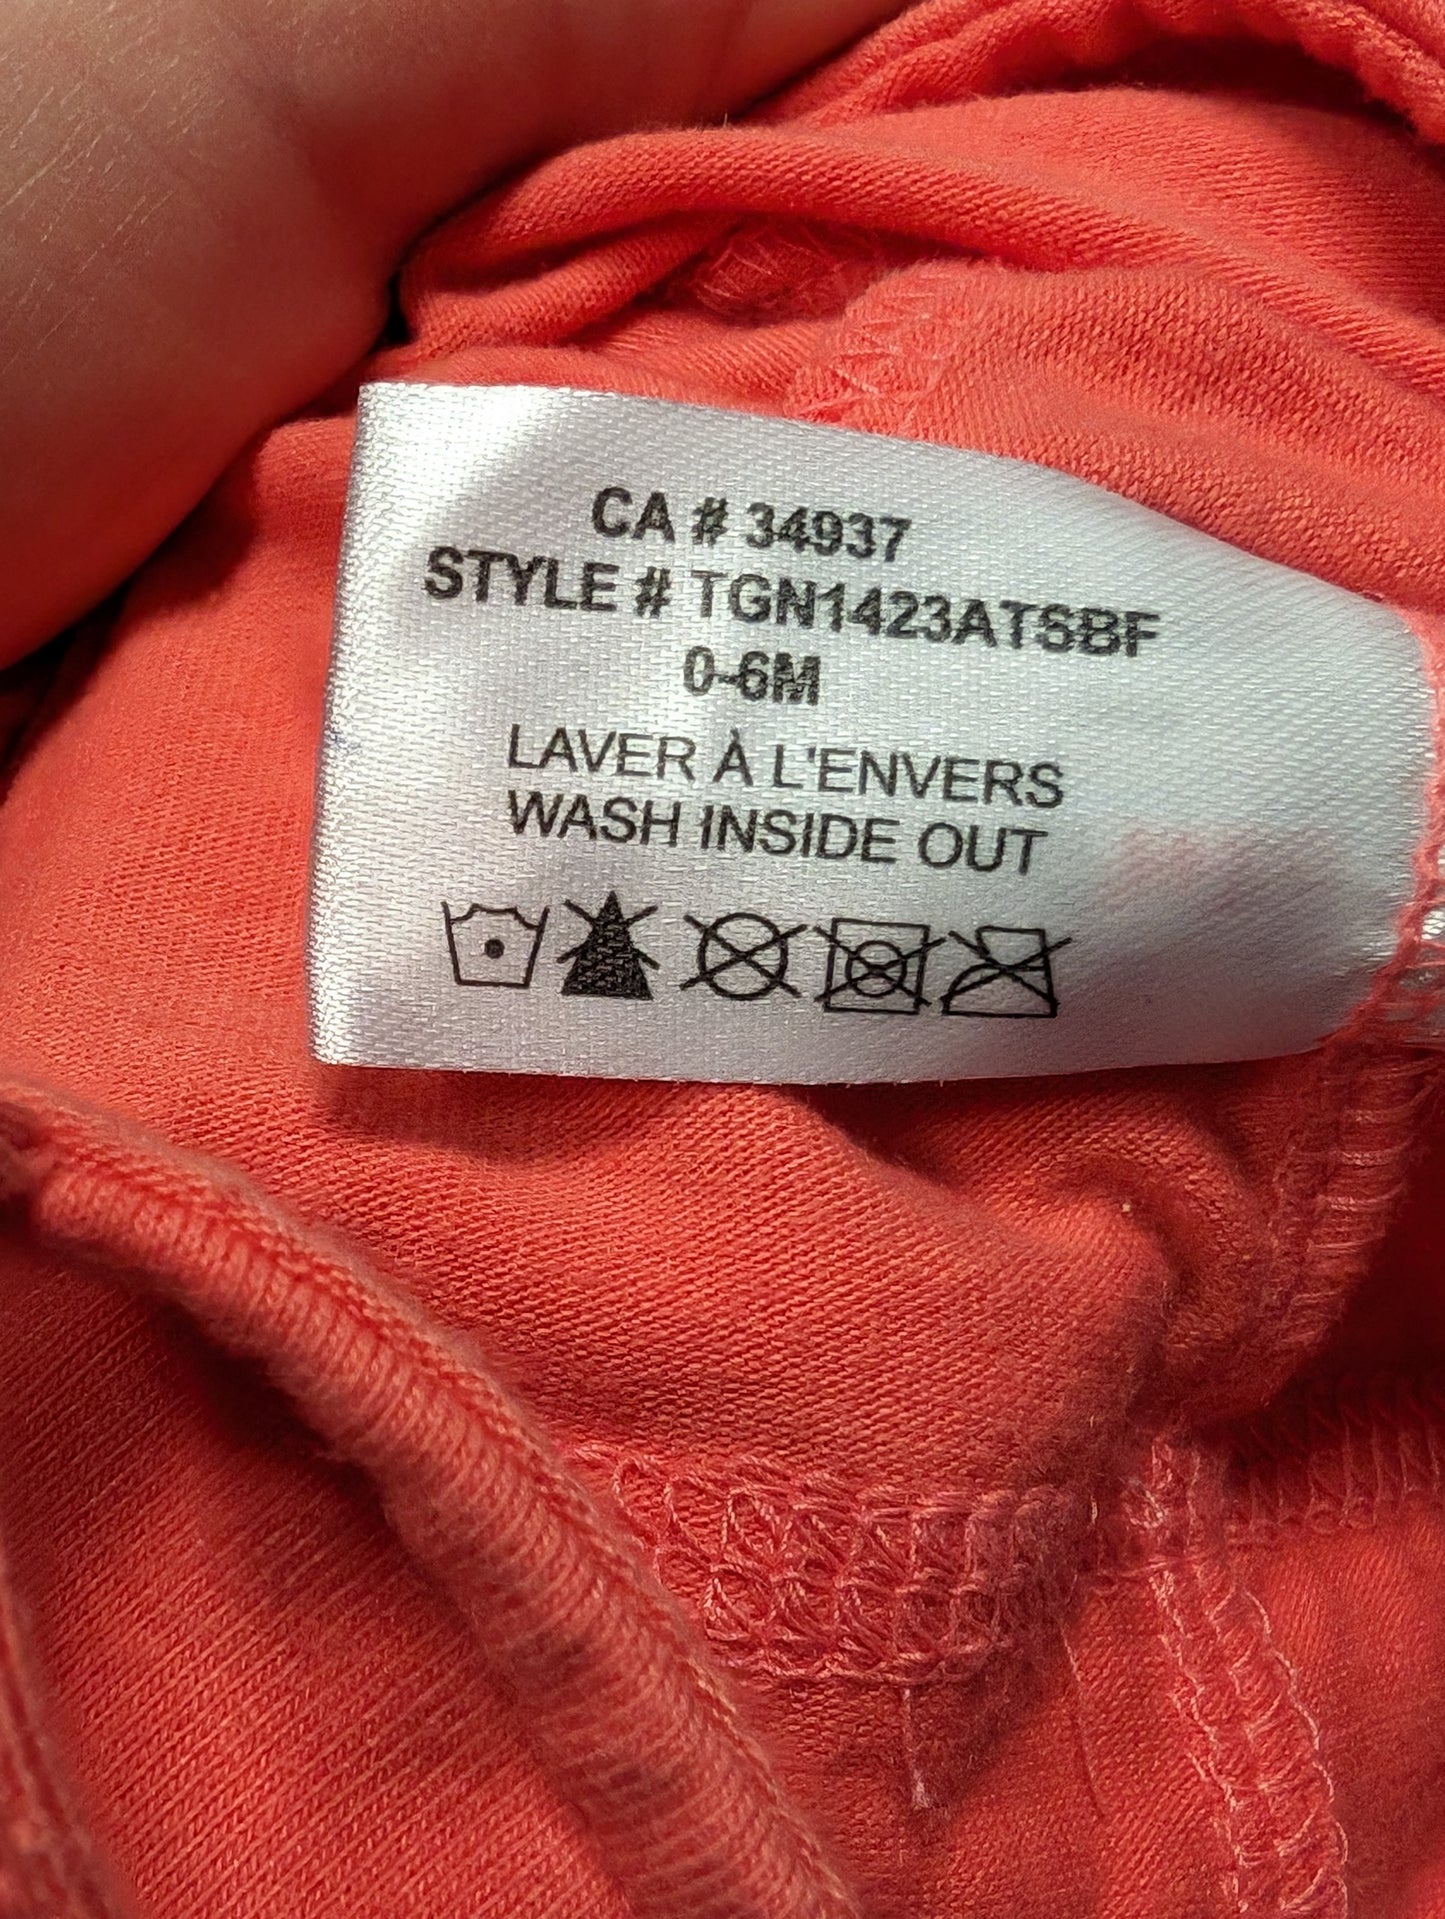 CA # 34937
STYLE # TGN1423ATSBF
0-6M
LAVER À L'ENVERS
WASH INSIDE OUT